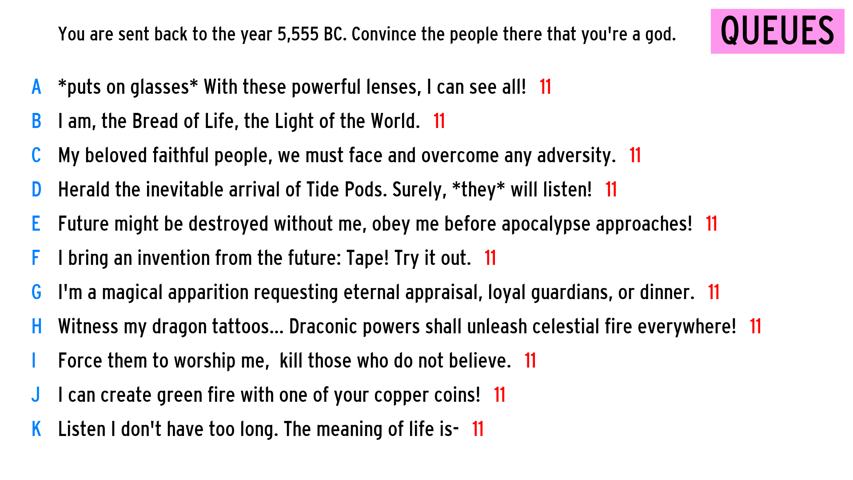 You are sent back to the year 5,555 BC. Convince the people there that you're a god.
QUEUES
A *puts on glasses* With these powerful lenses, I can see all! 11
B I am, the Bread of Life, the Light of the World. 11
C My beloved faithful people, we must face and overcome any adversity. 11
D Herald the inevitable arrival of Tide Pods. Surely, *they* will listen! 11
E Future might be destroyed without me, obey me before apocalypse approaches! 11
F I bring an invention from the future: Tape! Try it out. 11
G I'm a magical apparition requesting eternal appraisal, loyal guardians, or dinner. 11
H Witness my dragon tattoos... Draconic powers shall unleash celestial fire everywhere! 11
I Force them to worship me,  kill those who do not believe. 11
J I can create green fire with one of your copper coins! 11
K Listen I don't have too long. The meaning of life is- 11